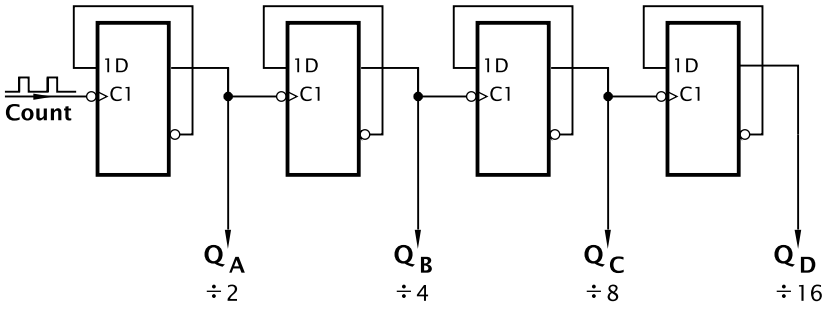 1D 1D 1D 1D
C1 C1 C1 C1
Count
QA QB QC QD
÷2 ÷4 ÷8 ÷16